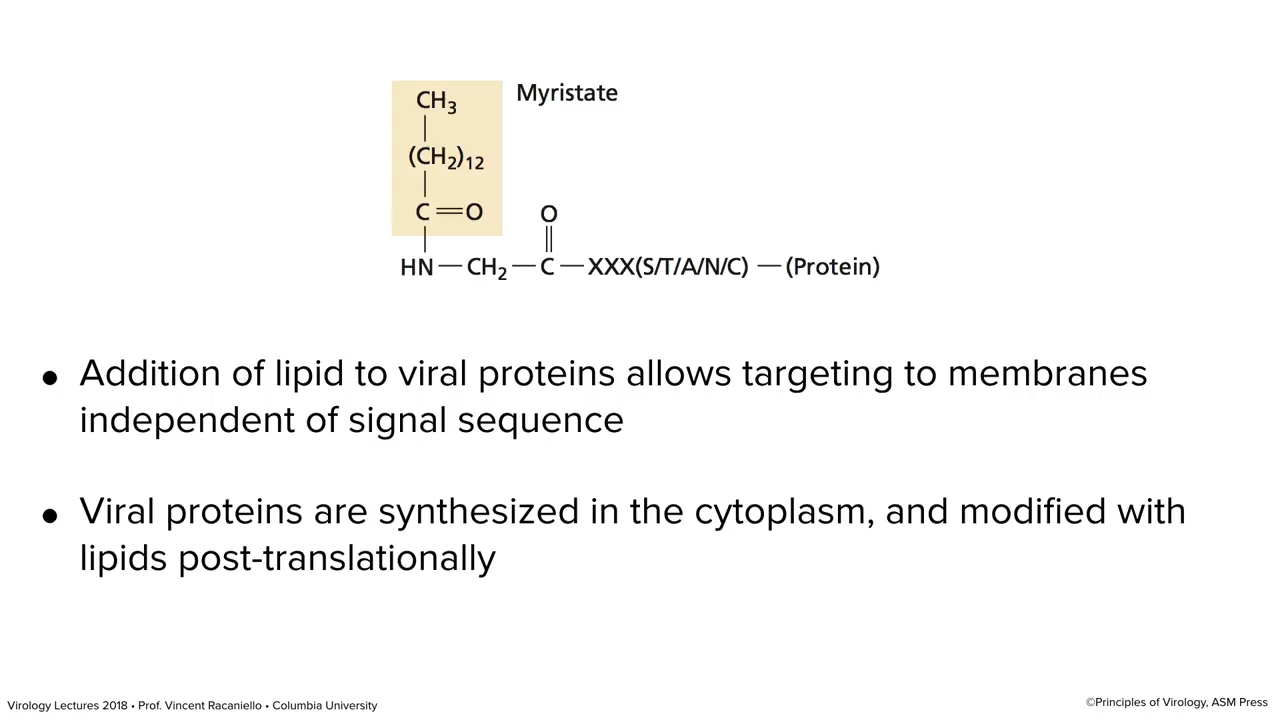 CH₃ Myristate
(CH₂)₁₂
C=O O
HN—CH₂—C—XXX(S/T/A/N/C)—(Protein)
• Addition of lipid to viral proteins allows targeting to membranes
independent of signal sequence
• Viral proteins are synthesized in the cytoplasm, and modified with
lipids post-translationally
Virology Lectures 2018 • Prof. Vincent Racaniello • Columbia University
©Principles of Virology, ASM Press